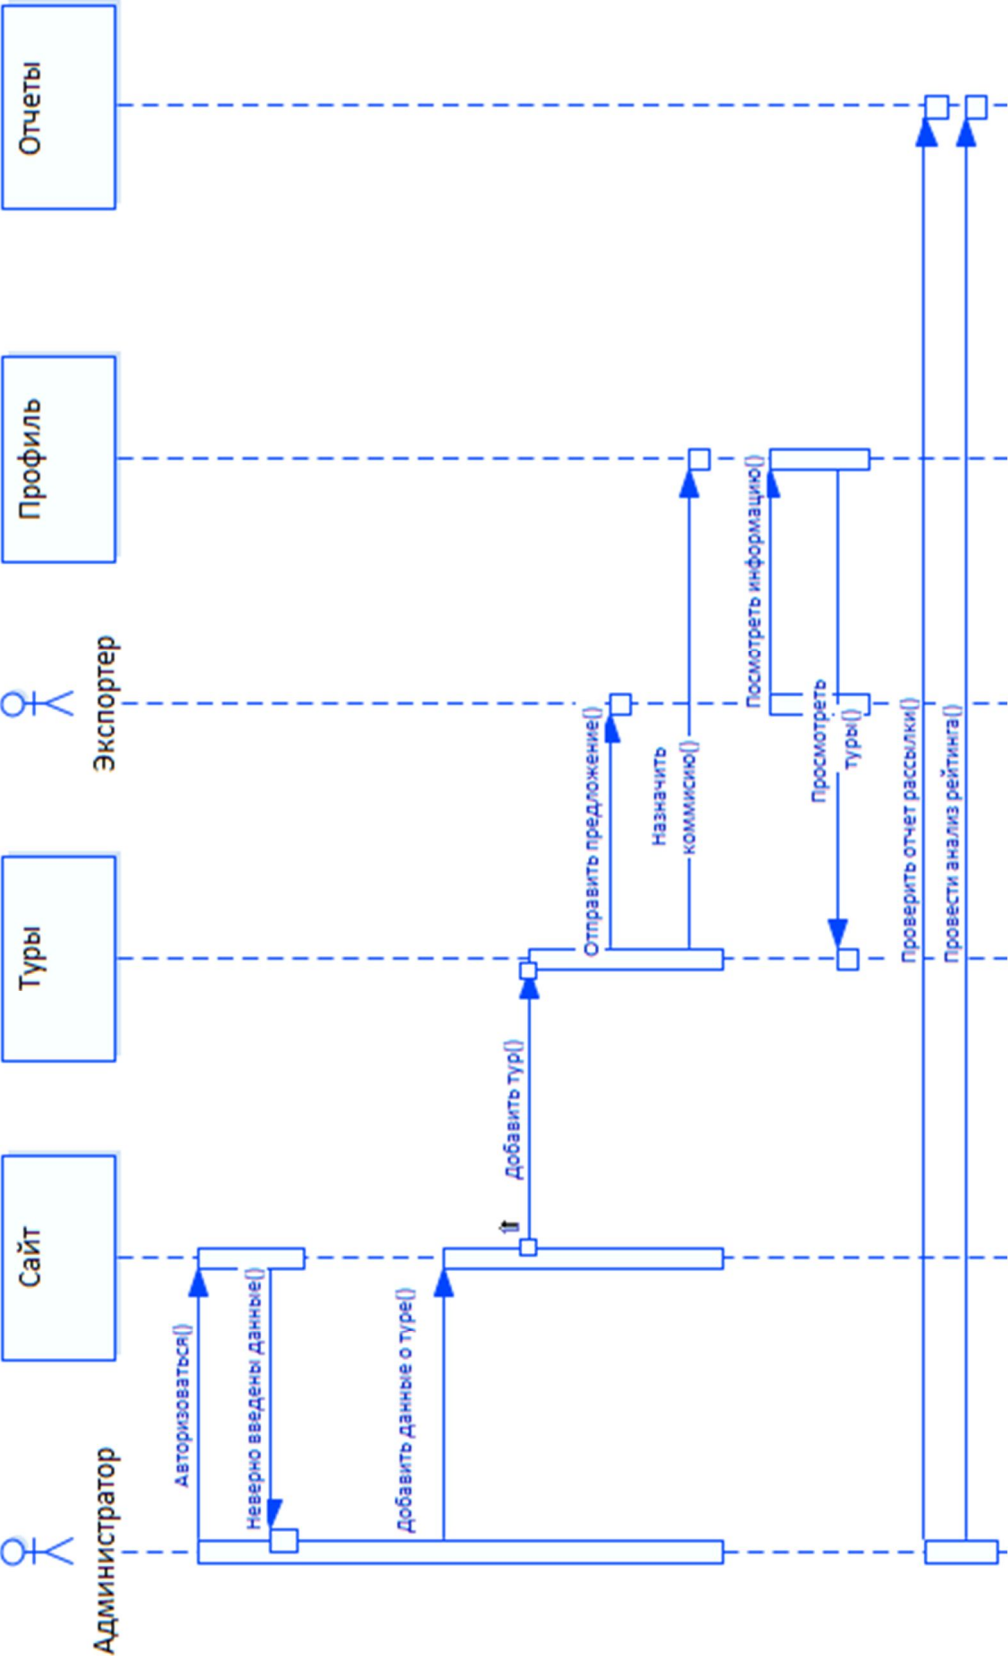 Администратор
Сайт
Туры
Экспортер
Профиль
Отчеты
Авторизоваться()
Неверно введены данные()
Добавить данные о туре()
Добавить тур()
Отправить предложение()
Назначить
коммисию()
Посмотреть информацию()
Просмотреть
туры()
Проверить отчет рассылки()
Провести анализ рейтинга()